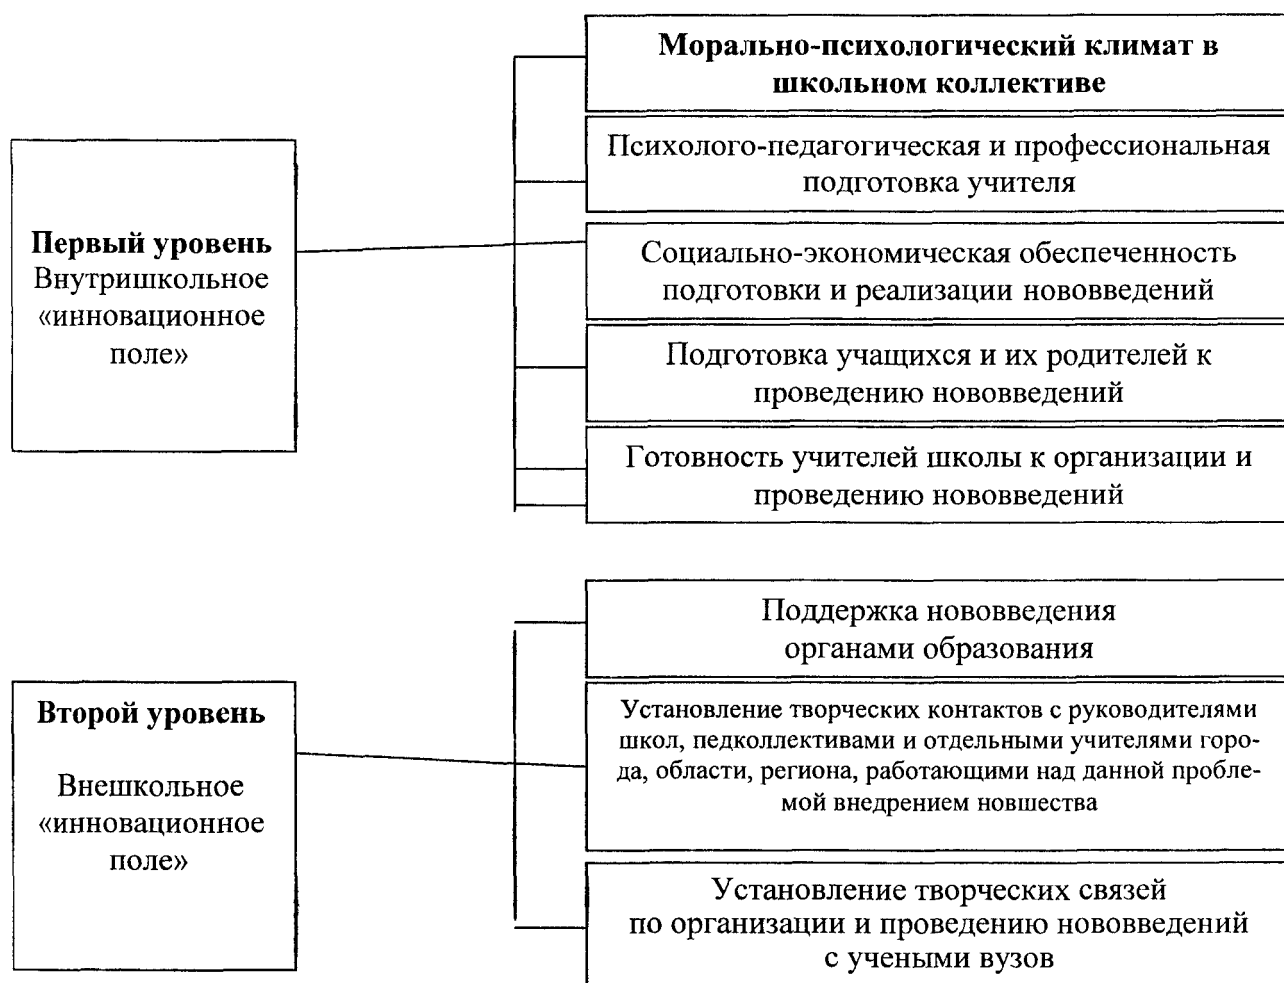 Морально-психологический климат в
школьном коллективе
Психолого-педагогическая и профессиональная
подготовка учителя
Первый уровень
Внутришкольное
«инновационное
поле»
Социально-экономическая обеспеченность
подготовки и реализации нововведений
Подготовка учащихся и их родителей к
проведению нововведений
Готовность учителей школы к организации и
проведению нововведений
Поддержка нововведения
органами образования
Второй уровень
Внешкольное
«инновационное
поле»
Установление творческих контактов с руководителями
школ, педколлективами и отдельными учителями горо-
да, области, региона, работающими над данной пробле-
мой внедрением новшества
Установление творческих связей
по организации и проведению нововведений
с учеными вузов